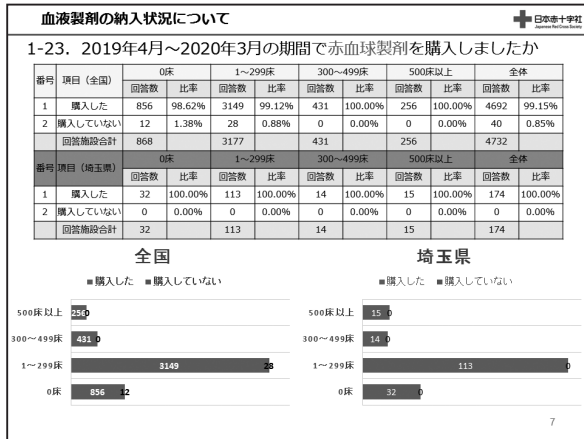 血液製剤の納入状況について
日本赤十字社
Japanese Red Cross Society
1-23．2019年4月～2020年3月の期間で赤血球製剤を購入しましたか
番号 項目（全国） 0床 1～299床 300～499床 500床以上 全体
回答数 比率 回答数 比率 回答数 比率 回答数 比率 回答数 比率
1 購入した 856 98.62% 3149 99.12% 431 100.00% 256 100.00% 4692 99.15%
2 購入していない 12 1.38% 28 0.88% 0 0.00% 0 0.00% 40 0.85%
回答施設合計 868 3177 431 256 4732
番号 項目（埼玉県） 0床 1～299床 300～499床 500床以上 全体
回答数 比率 回答数 比率 回答数 比率 回答数 比率 回答数 比率
1 購入した 32 100.00% 113 100.00% 14 100.00% 15 100.00% 174 100.00%
2 購入していない 0 0.00% 0 0.00% 0 0.00% 0 0.00% 0 0.00%
回答施設合計 32 113 14 15 174
全国
■購入した ■購入していない
500床以上 256 0
300～499床 431 0
1～299床 3149 28
0床 856 12
埼玉県
■購入した ■購入していない
500床以上 15 0
300～499床 14 0
1～299床 113 0
0床 32 0
7